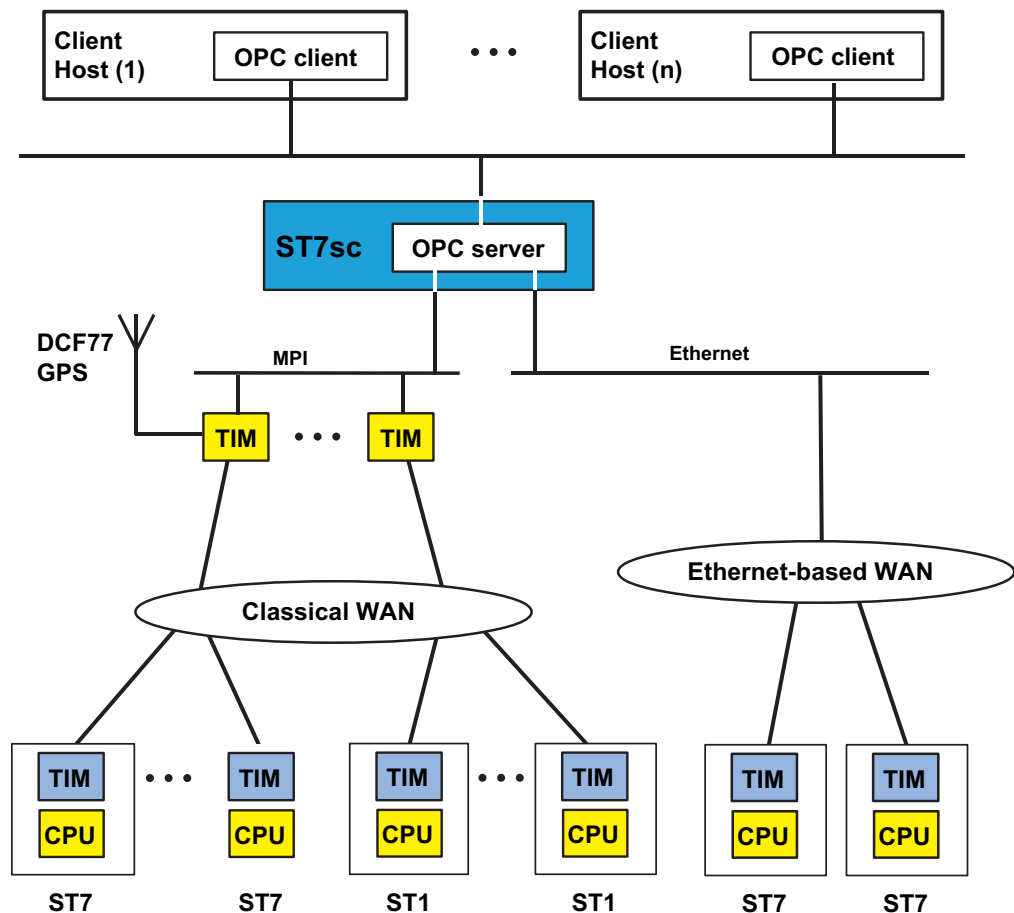 Client
Host (1)
OPC client
Client
Host (n)
OPC client
ST7sc
OPC server
DCF77
GPS
MPI
Ethernet
TIM
TIM
Classical WAN
Ethernet-based WAN
TIM
TIM
TIM
TIM
TIM
TIM
CPU
CPU
CPU
CPU
CPU
CPU
ST7
ST7
ST1
ST1
ST7
ST7